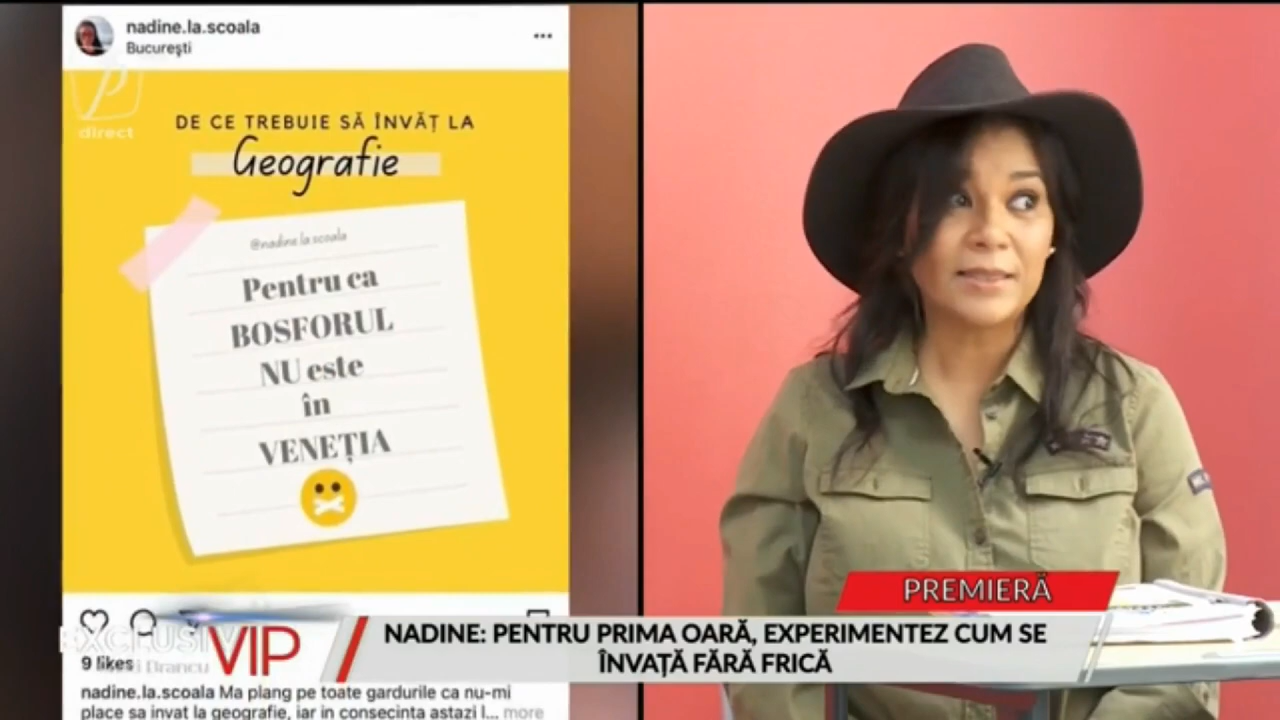 nadine.la.scoala
București
direct
DE CE TREBUIE SĂ ÎNVĂȚ LA
Geografie
@nadine.la.scoala
Pentru ca
BOSFORUL
NU este
în
VENEȚIA
9 likes
nadine.la.scoala Ma plang pe toate gardurile ca nu-mi
place sa invat la geografie, iar in consecinta astazi l... more
PREMIERĂ
EXCLUSIV VIP
NADINE: PENTRU PRIMA OARĂ, EXPERIMENTEZ CUM SE
ÎNVAȚĂ FĂRĂ FRICĂ